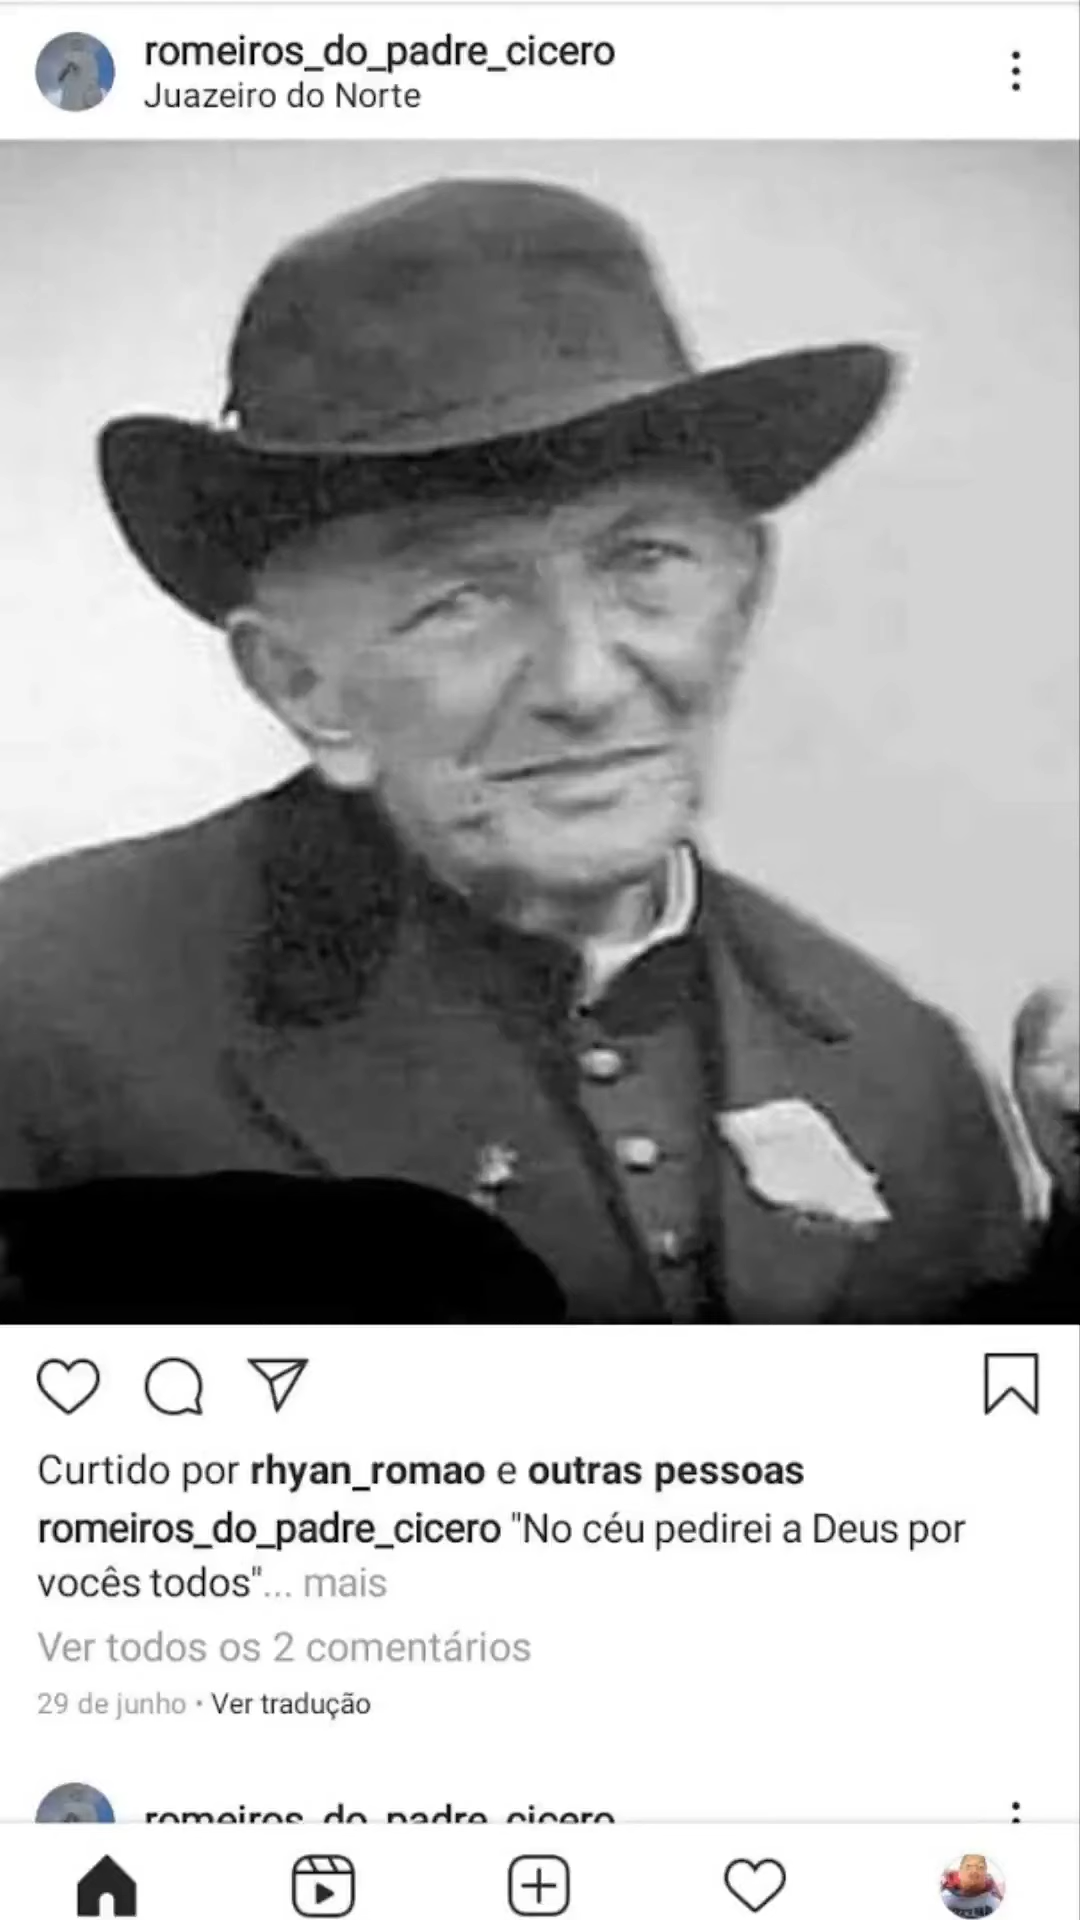 romeiros_do_padre_cicero
Juazeiro do Norte
Curtido por rhyan_romao e outras pessoas
romeiros_do_padre_cicero "No céu pedirei a Deus por
vocês todos"... mais
Ver todos os 2 comentários
29 de junho • Ver tradução
romeiros_do_padre_cicero